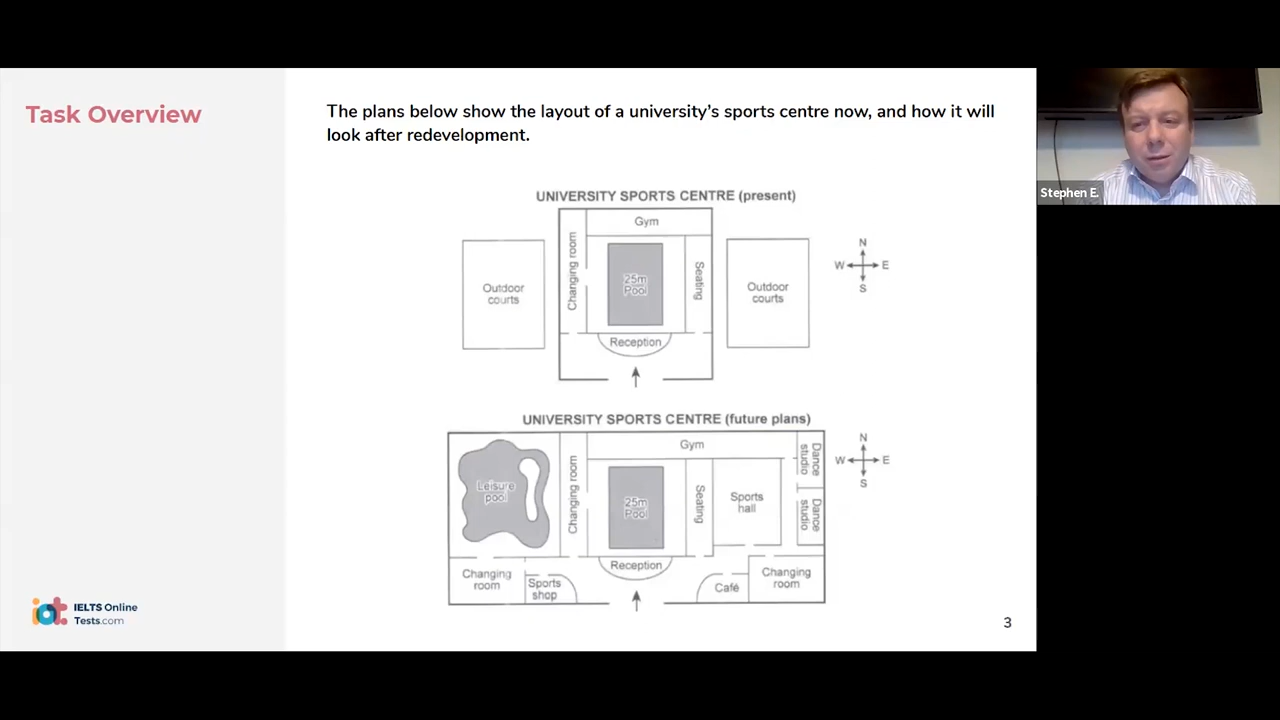 Task Overview
The plans below show the layout of a university's sports centre now, and how it will
look after redevelopment.
Stephen E.
UNIVERSITY SPORTS CENTRE (present)
Gym
Changing room
25m
Pool
Seating
Outdoor
courts
Outdoor
courts
Reception
N
W E
S
UNIVERSITY SPORTS CENTRE (future plans)
Gym
Leisure
pool
Changing room
25m
Pool
Seating
Sports
hall
Dance
studio
Dance
studio
N
W E
S
Reception
Changing
room
Sports
shop
Café
Changing
room
iot
IELTS Online
Tests.com
3